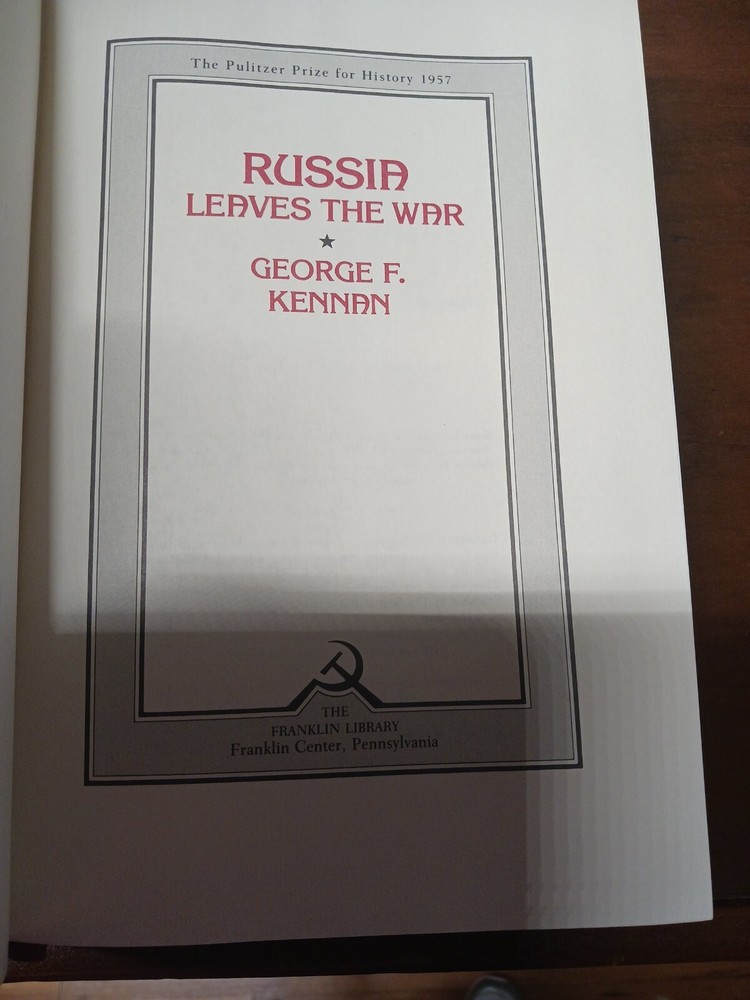 The Pulitzer Prize for History 1957
RUSSIA
LEAVES THE WAR
GEORGE F.
KENNAN
THE
FRANKLIN LIBRARY
Franklin Center, Pennsylvania